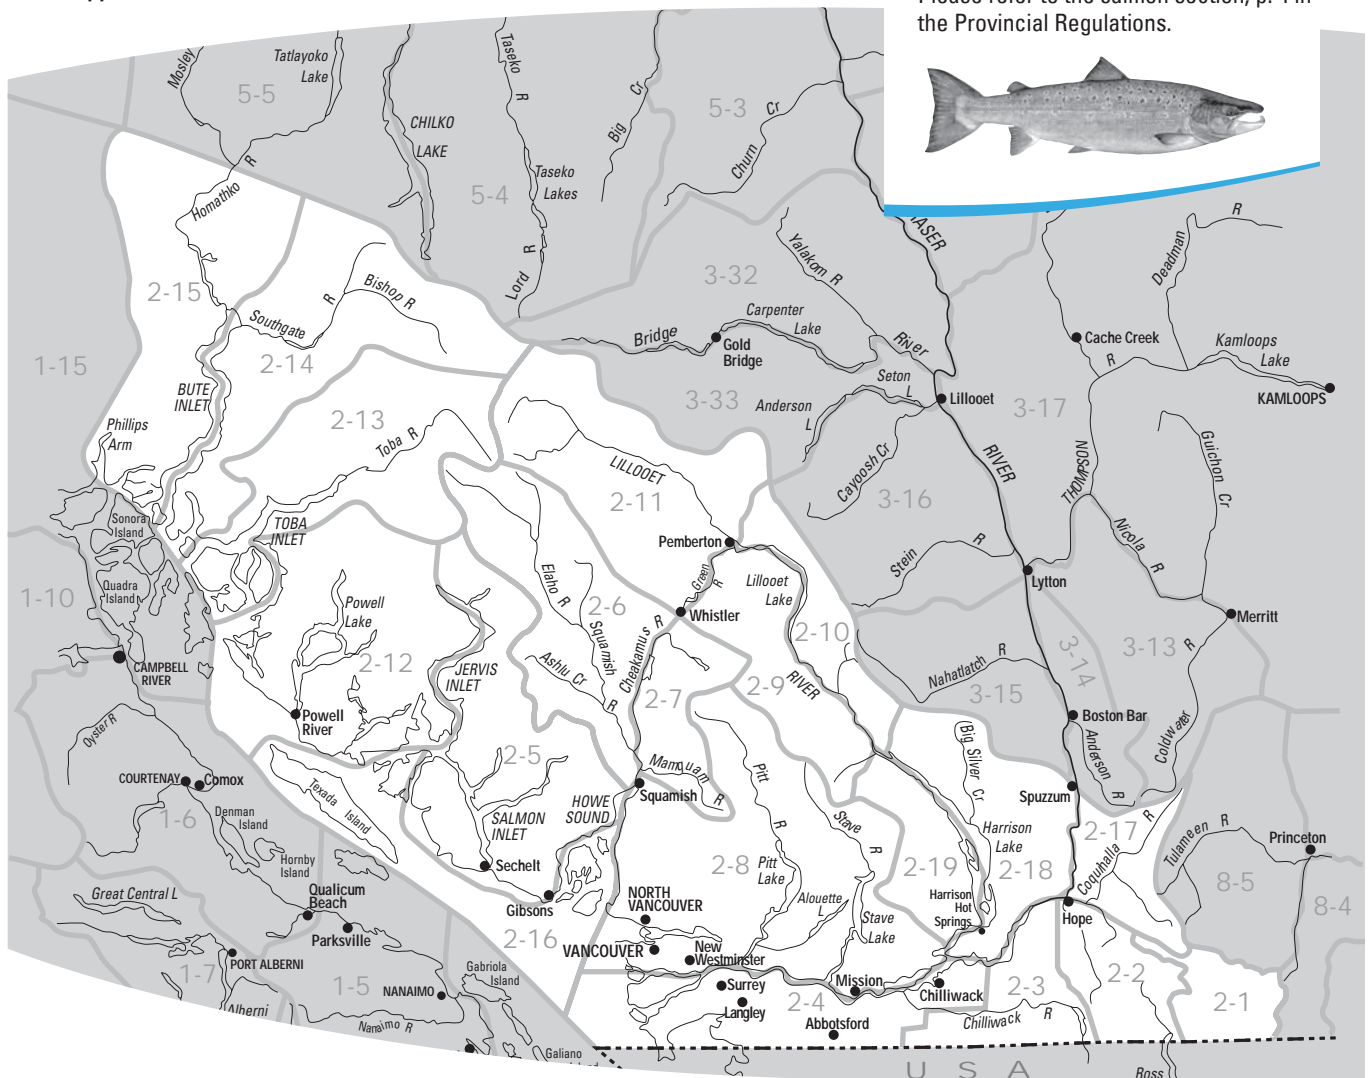 the Provincial Regulations.
Mosley
Tatlayoko
Lake
5-5
Taseko
R
CHILKO
LAKE
Big
Cr
5-3
Churn
Cr
Taseko
Lakes
5-4
Lord
R
Homathko
R
2-15
Bishop R
Southgate
R
2-14
1-15
BUTE
INLET
Phillips
Arm
2-13
Toba R
3-32
Yalakom R
Carpenter
Lake
Bridge
River
Gold
Bridge
3-33
Seton
L
Anderson
L
Lillooet
Cayoosh Cr
3-16
RIVER
Stein
R
Lytton
Deadman
R
Cache Creek
Kamloops
Lake
R
KAMLOOPS
3-17
THOMPSON
Guichon Cr
Nicola
R
Merritt
3-13
3-14
Coldwater
R
Nahatlatch
R
3-15
Boston Bar
Anderson
R
Spuzzum
LILLOOET
2-11
Pemberton
Green
R
Lillooet
Lake
Whistler
2-10
RIVER
2-9
Sonora
Island
TOBA
INLET
Quadra
Island
1-10
CAMPBELL
RIVER
Powell
Lake
2-12
Powell
River
JERVIS
INLET
Elaho R
2-6
Squamish
R
Ashlu Cr
Cheakamus
R
2-7
Mamquam
R
Squamish
2-5
HOWE
SOUND
SALMON
INLET
Sechelt
Gibsons
2-16
Texada
Island
Oyster R
COURTENAY
Comox
1-6
Denman
Island
Hornby
Island
Great Central L
Qualicum
Beach
Parksville
PORT ALBERNI
1-7
Alberni
1-5
NANAIMO
Nanaimo R
Gabriola
Island
Galiano
Pitt
R
2-8
Pitt
Lake
Stave
R
Alouette
L
Stave
Lake
NORTH
VANCOUVER
VANCOUVER
New
Westminster
Surrey
Langley
2-4
Mission
Abbotsford
Big Silver
Cr
Harrison
Lake
2-19
2-18
Harrison
Hot
Springs
Chilliwack
2-3
Chilliwack
R
2-17
Coquihalla
R
Hope
2-2
2-1
Tulameen
R
Princeton
8-5
8-4
U S A
Ross